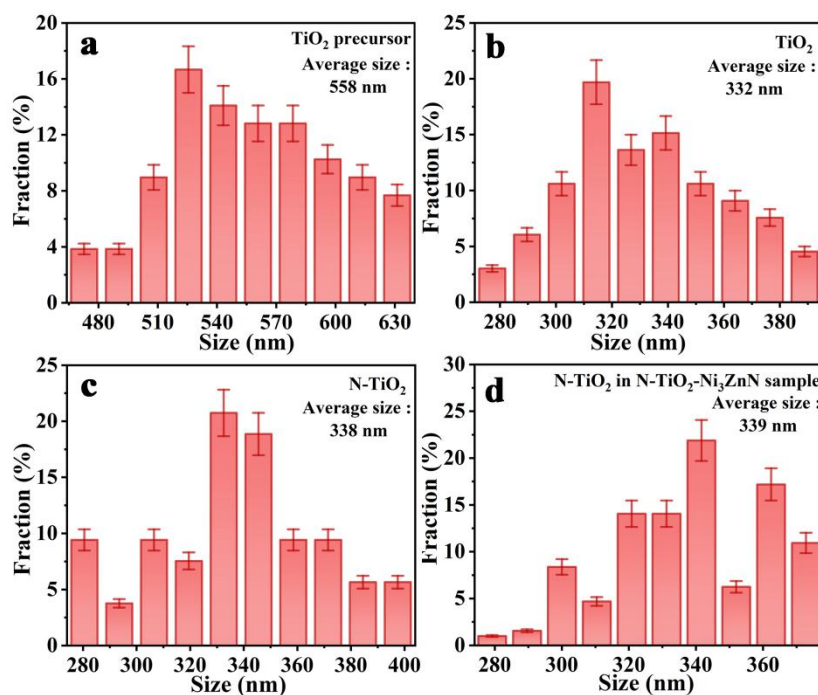 a
TiO₂ precursor
Average size :
558 nm
20
16
12
8
4
0
Fraction (%)
480 510 540 570 600 630
Size (nm)
b
TiO₂
Average size :
332 nm
25
20
15
10
5
0
Fraction (%)
280 300 320 340 360 380
Size (nm)
c
N-TiO₂
Average size :
338 nm
25
20
15
10
5
0
Fraction (%)
280 300 320 340 360 380 400
Size (nm)
d
N-TiO₂ in N-TiO₂-Ni₃ZnN sample
Average size :
339 nm
30
25
20
15
10
5
0
Fraction (%)
280 300 320 340 360
Size (nm)